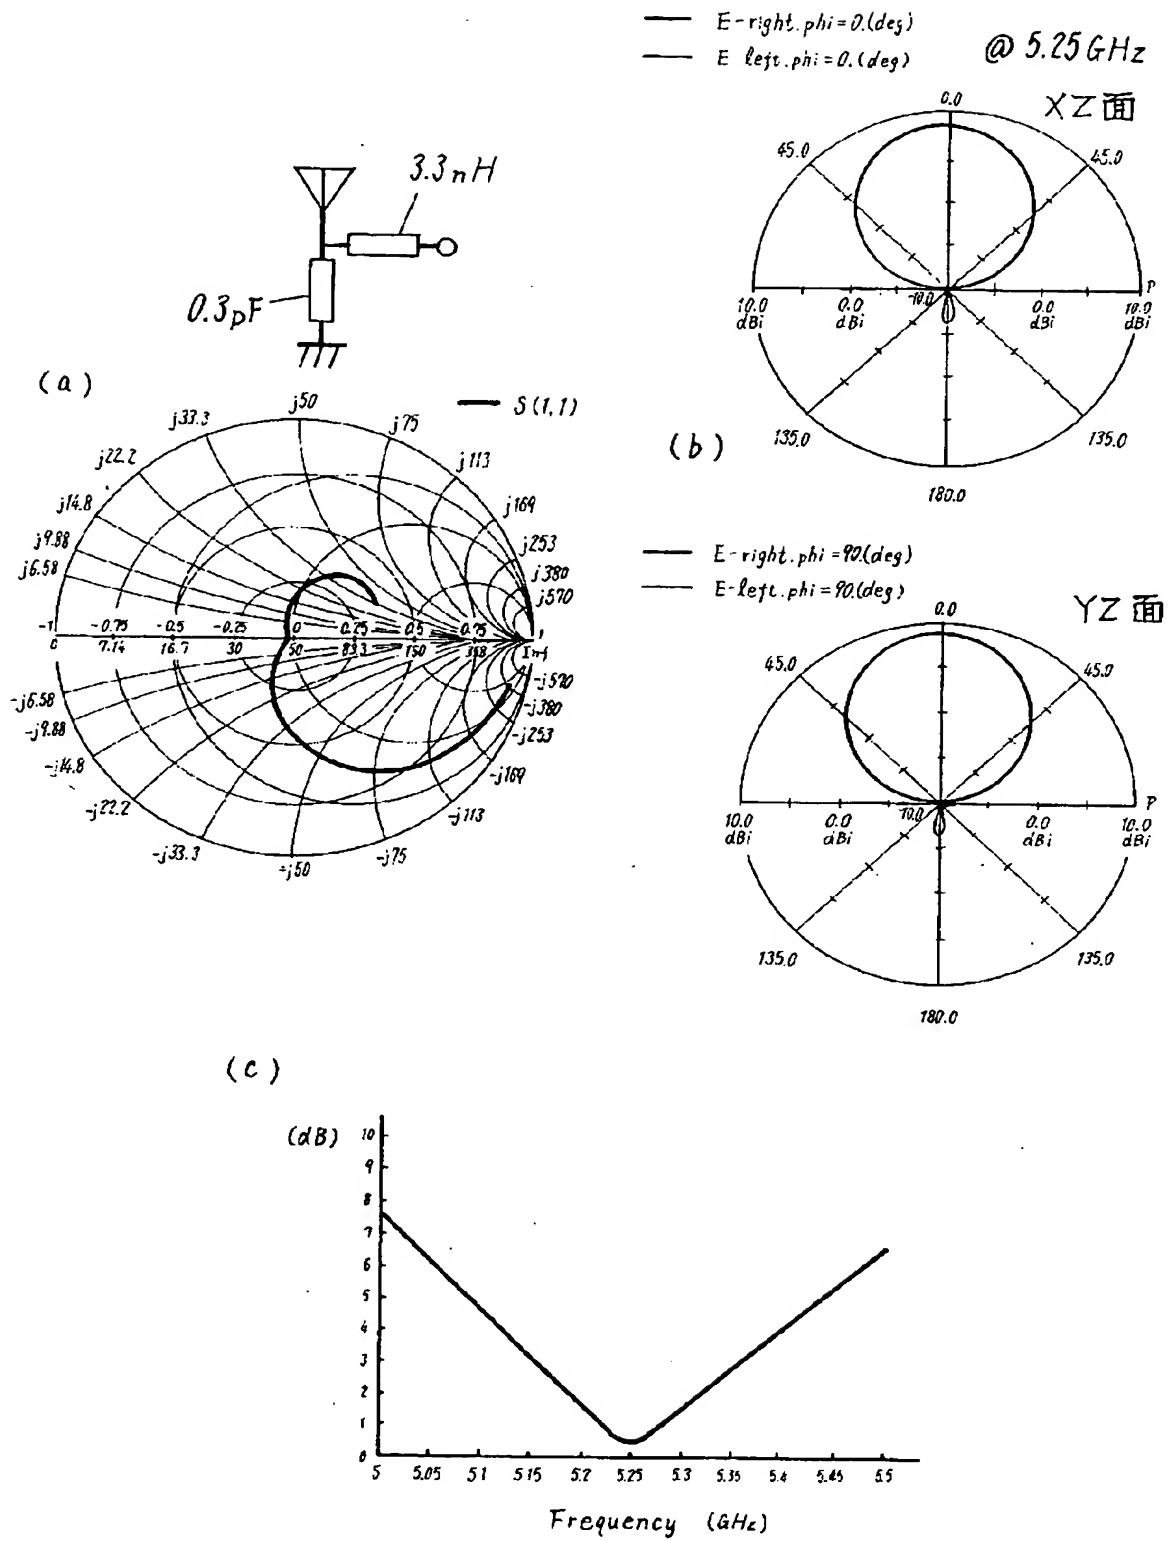 E-right.phi=0.(deg)
E left.phi=0.(deg)
@ 5.25GHz
XZ面
0.0
45.0
45.0
-10.0
P
10.0
dBi
0.0
dBi
0.0
dBi
10.0
dBi
135.0
135.0
180.0
3.3nH
0.3pF
(a)
S(1,1)
j50
j33.3
j75
j22.2
j113
j14.8
j169
j9.88
j253
j6.58
j380
j570
-1
-0.75
-0.5
-0.25
0
0.25
0.5
0.75
1
0
7.14
16.7
30
50
83.3
150
Inf
-j6.58
-j570
-j9.88
-j380
-j253
-j14.8
-j169
-j22.2
-j113
-j33.3
-j75
-j50
(b)
E-right.phi=90.(deg)
E-left.phi=90.(deg)
YZ面
0.0
45.0
45.0
-10.0
P
10.0
dBi
0.0
dBi
0.0
dBi
10.0
dBi
135.0
135.0
180.0
(c)
(dB)
10
9
8
7
6
5
4
3
2
1
0
5
5.05
5.1
5.15
5.2
5.25
5.3
5.35
5.4
5.45
5.5
Frequency (GHz)